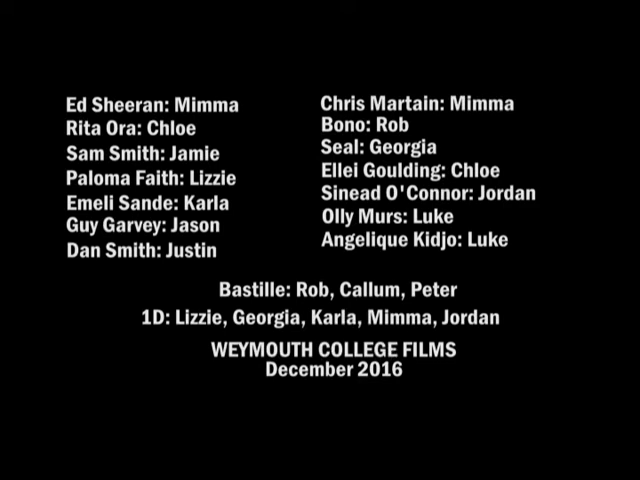 Ed Sheeran: Mimma
Rita Ora: Chloe
Sam Smith: Jamie
Paloma Faith: Lizzie
Emeli Sande: Karla
Guy Garvey: Jason
Dan Smith: Justin
Chris Martain: Mimma
Bono: Rob
Seal: Georgia
Ellei Goulding: Chloe
Sinead O'Connor: Jordan
Olly Murs: Luke
Angelique Kidjo: Luke
Bastille: Rob, Callum, Peter
1D: Lizzie, Georgia, Karla, Mimma, Jordan
WEYMOUTH COLLEGE FILMS
December 2016